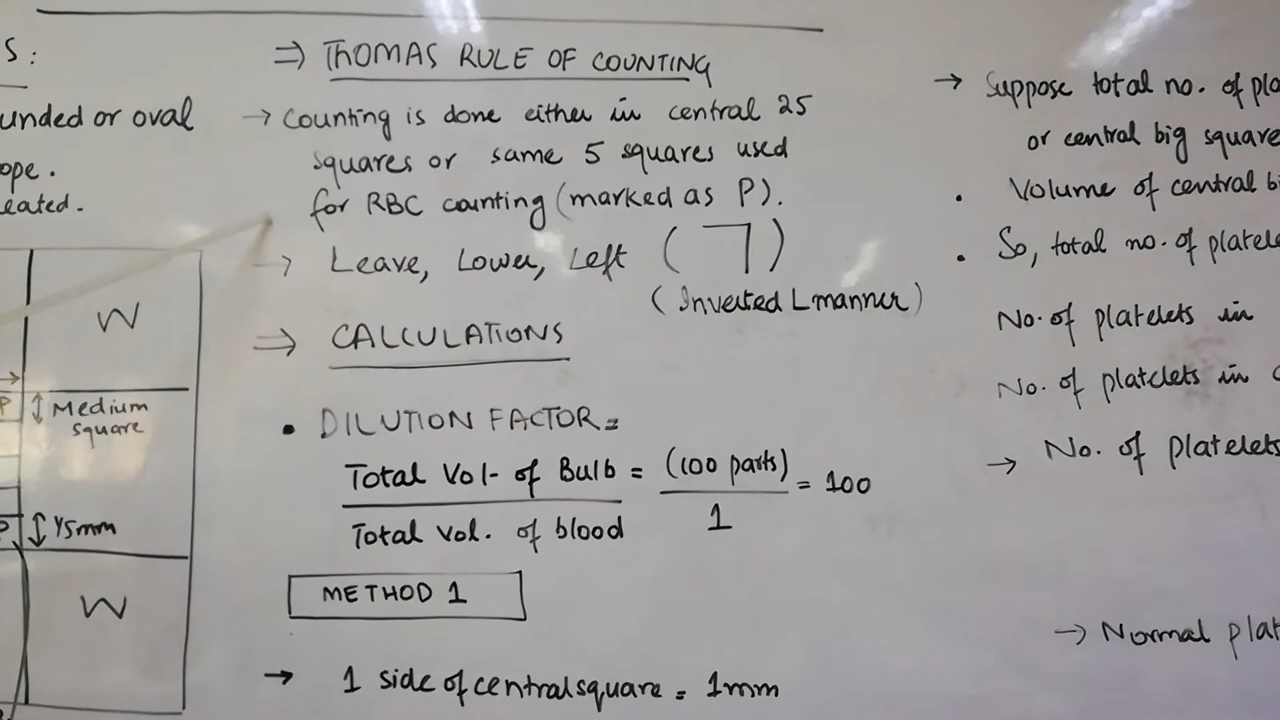 S:
unded or oval
ope.
eated.
W
P
Medium
square
P
1/5mm
W
⇒ THOMAS RULE OF COUNTING
→ Counting is done either in central 25
squares or same 5 squares used
for RBC counting (marked as P).
→ Leave, Lower, Left ( ㄱ )
(Inverted L manner)
⇒ CALCULATIONS
• DILUTION FACTOR =
Total Vol- of Bulb = (100 parts) = 100
Total vol. of blood 1
METHOD 1
→ 1 side of central square = 1mm
→ Suppose total no. of pla
or central big square
• Volume of central bi
• So, total no. of platele
No. of platelets in
No. of platelets in c
→ No. of platelets
→ Normal plat